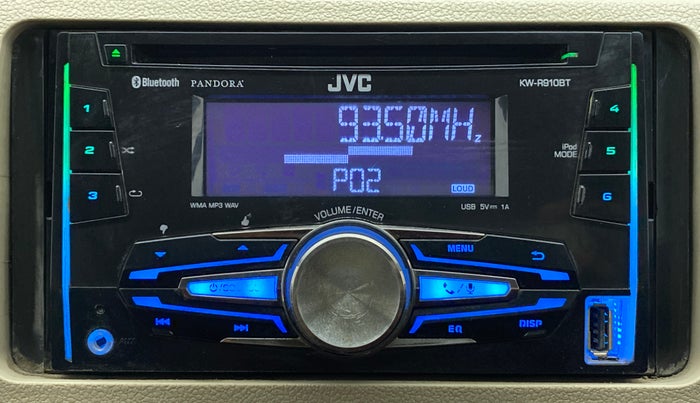 Bluetooth PANDORA JVC KW-R910BT
1 93.50MHz 4
2 iPod MODE 5
3 P02 LOUD 6
WMA MP3 WAV USB 5V 1A
VOLUME/ENTER
MENU
EQ DISP